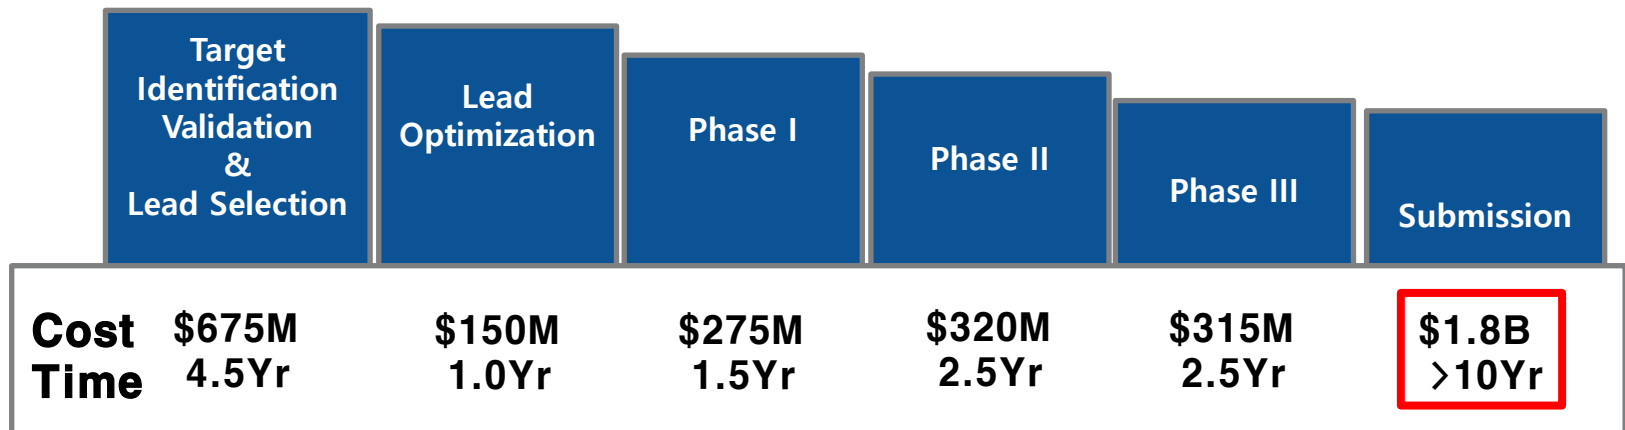 Target
Identification
Validation
&
Lead Selection
Lead
Optimization
Phase I
Phase II
Phase III
Submission
Cost $675M $150M $275M $320M $315M $1.8B
Time 4.5Yr 1.0Yr 1.5Yr 2.5Yr 2.5Yr >10Yr